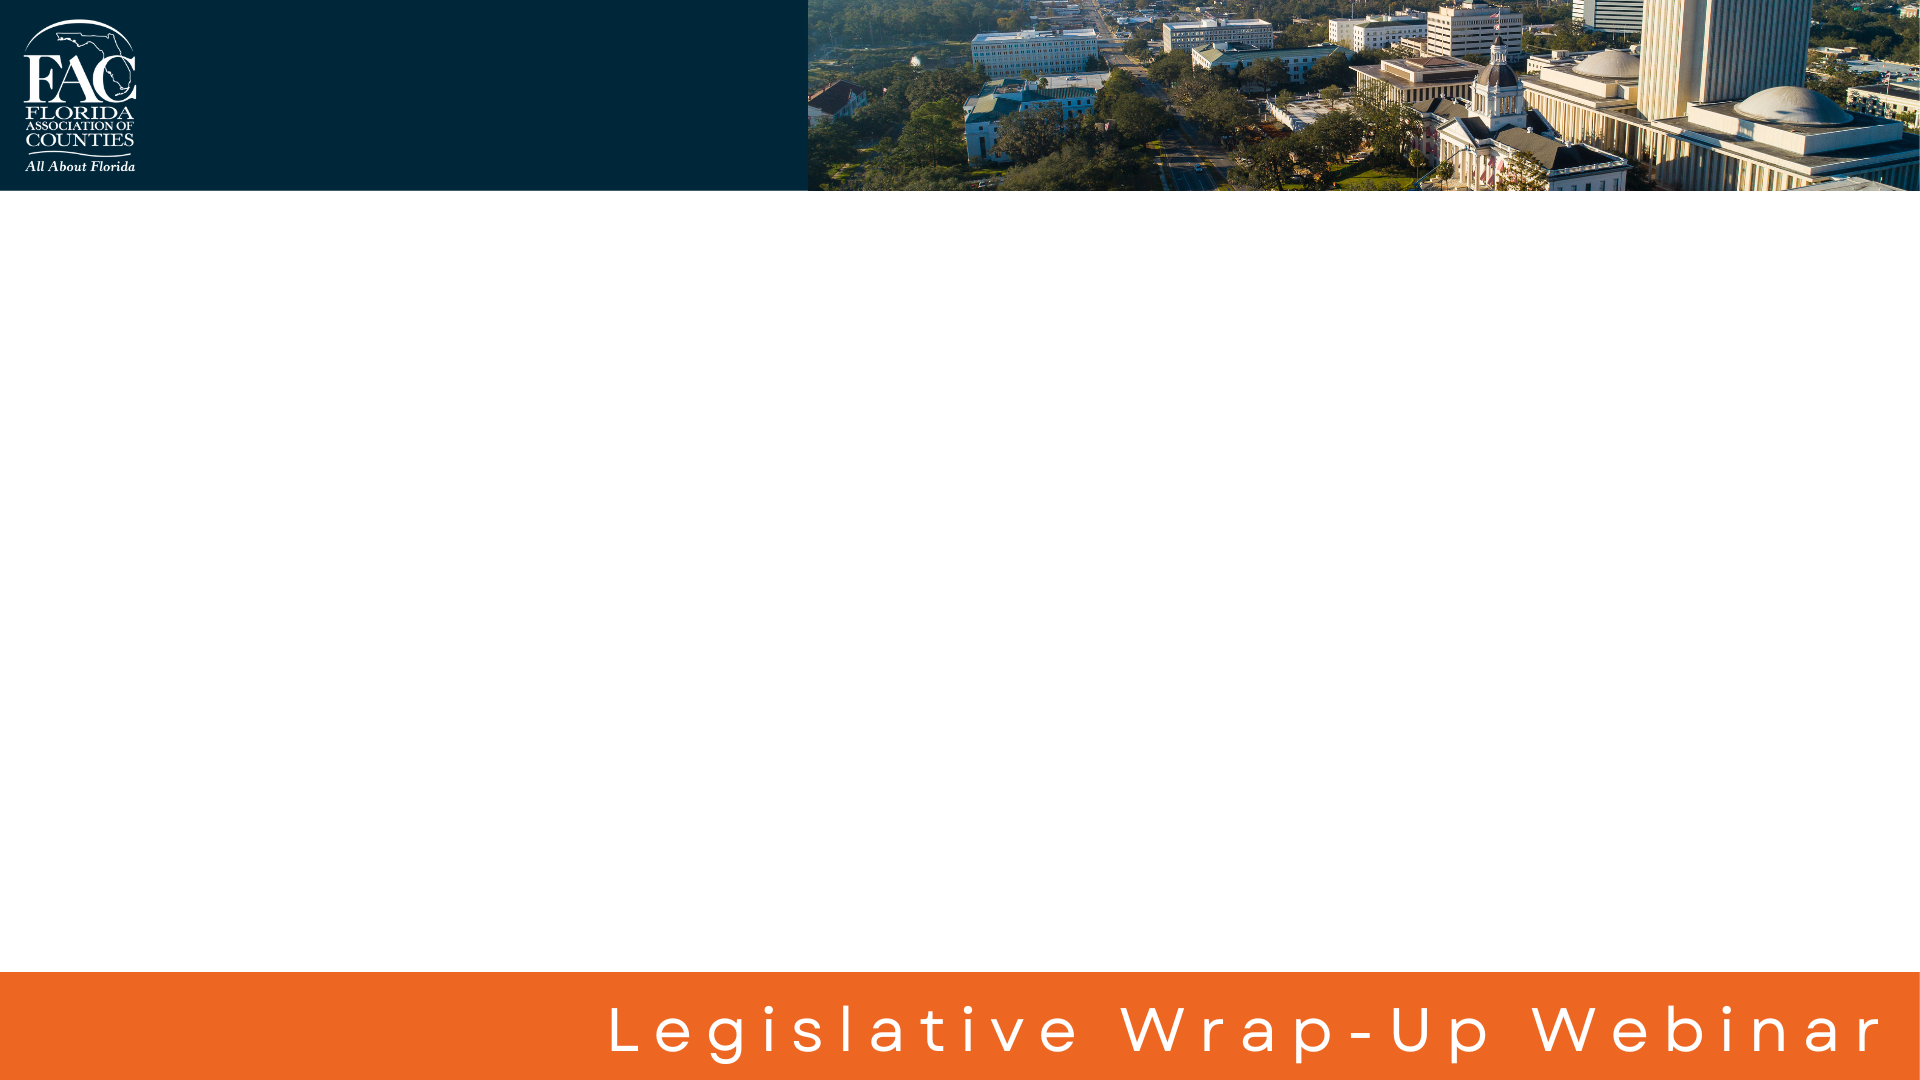 FAC
FLORIDA
ASSOCIATION OF
COUNTIES
All About Florida
Legislative Wrap-Up Webinar